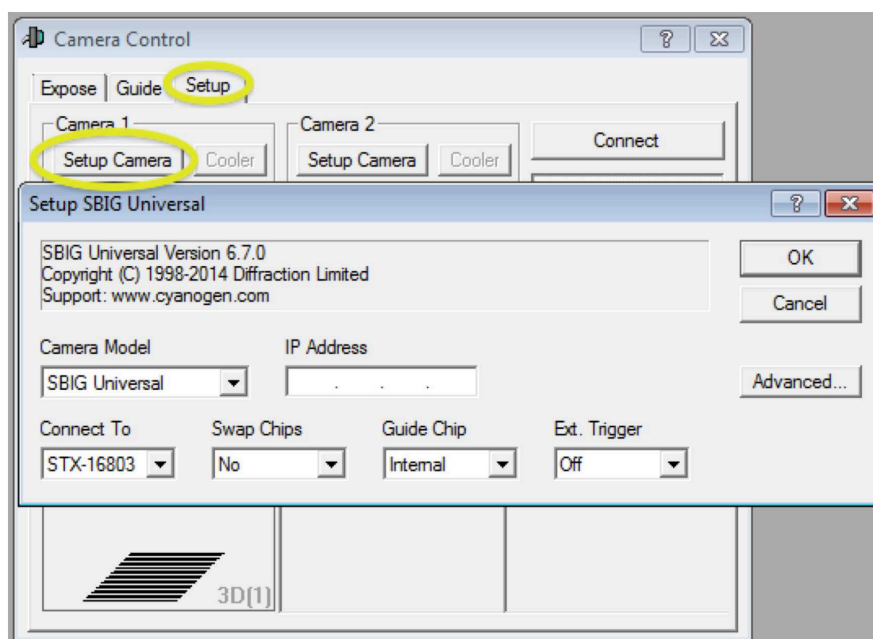 Camera Control
Expose Guide Setup
Camera 1 Camera 2
Setup Camera Cooler Setup Camera Cooler Connect
Setup SBIG Universal
SBIG Universal Version 6.7.0
Copyright (C) 1998-2014 Diffraction Limited
Support: www.cyanogen.com
OK
Cancel
Camera Model IP Address
SBIG Universal . . .
Advanced...
Connect To Swap Chips Guide Chip Ext. Trigger
STX-16803 No Internal Off
3D(1)